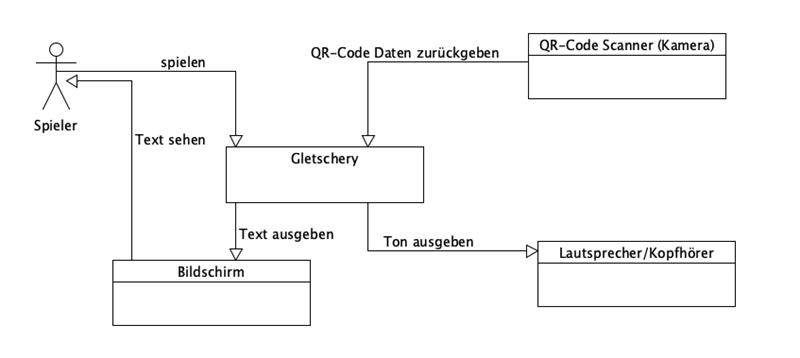 QR-Code Scanner (Kamera)
QR-Code Daten zurückgeben
spielen
Spieler
Text sehen
Gletschery
Text ausgeben
Ton ausgeben
Lautsprecher/Kopfhörer
Bildschirm